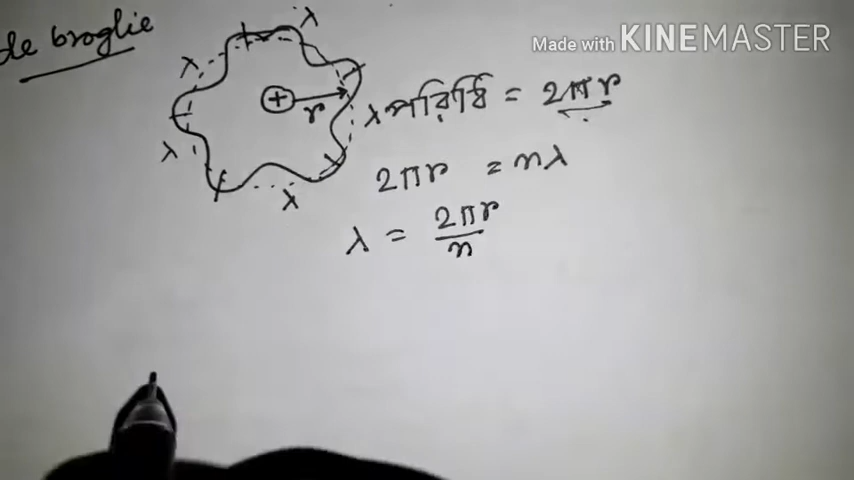 de broglie
Made with KINEMASTER
λ
λ
λ
λ
λ
+
r
পরিধি = 2πr
2πr = nλ
λ = 2πr/n